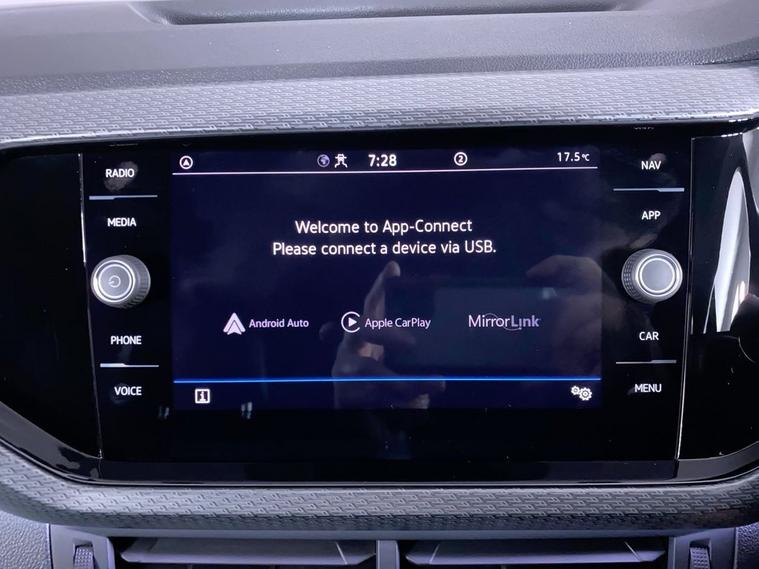 7:28
2
17.5°C
RADIO
MEDIA
PHONE
VOICE
Welcome to App-Connect
Please connect a device via USB.
Android Auto
Apple CarPlay
MirrorLink
i
NAV
APP
CAR
MENU